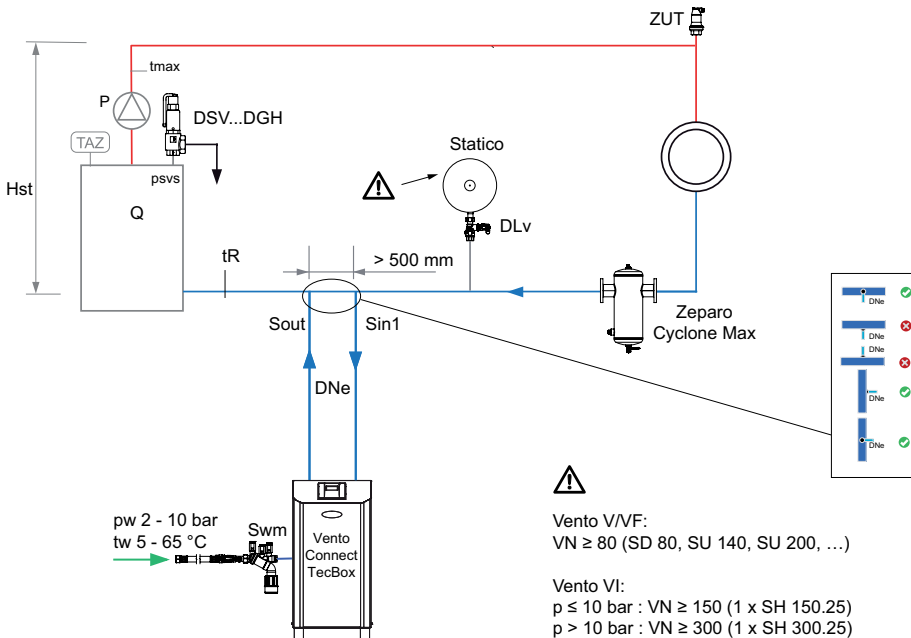 ZUT
tmax
P
DSV...DGH
TAZ
psvs
Statico
Hst
Q
DLv
tR
> 500 mm
Zeparo
Cyclone Max
Sout
Sin1
DNe
DNe
DNe
DNe
DNe
DNe
pw 2 - 10 bar
tw 5 - 65 °C
Swm
Vento
Connect
TecBox
Vento V/VF:
VN ≥ 80 (SD 80, SU 140, SU 200, …)
Vento VI:
p ≤ 10 bar : VN ≥ 150 (1 x SH 150.25)
p > 10 bar : VN ≥ 300 (1 x SH 300.25)